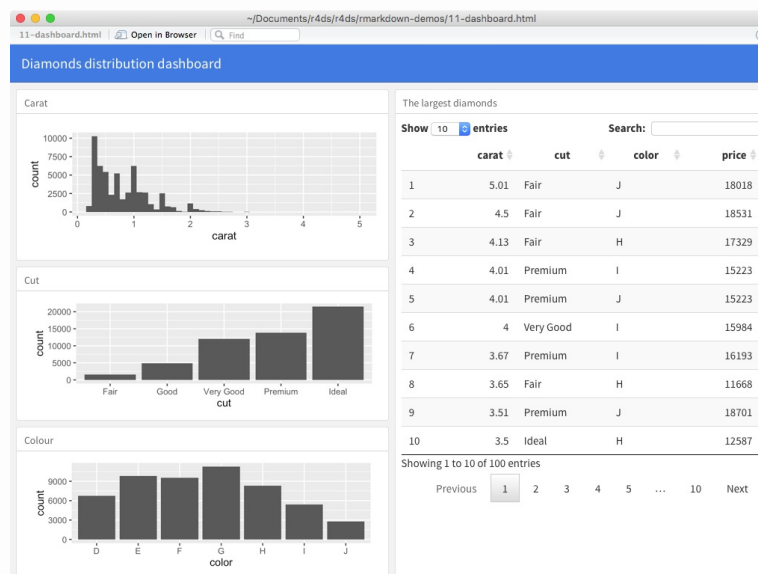 ~/Documents/r4ds/r4ds/rmarkdown-demos/11-dashboard.html
11-dashboard.html Open in Browser Find
Diamonds distribution dashboard
Carat
10000
7500
5000
2500
0
count
0 1 2 3 4 5
carat
Cut
20000
15000
10000
5000
0
count
Fair Good Very Good Premium Ideal
cut
Colour
9000
6000
3000
0
count
D E F G H I J
color
The largest diamonds
Show 10 entries Search:
carat cut color price
1 5.01 Fair J 18018
2 4.5 Fair J 18531
3 4.13 Fair H 17329
4 4.01 Premium I 15223
5 4.01 Premium J 15223
6 4 Very Good I 15984
7 3.67 Premium I 16193
8 3.65 Fair H 11668
9 3.51 Premium J 18701
10 3.5 Ideal H 12587
Showing 1 to 10 of 100 entries
Previous 1 2 3 4 5 … 10 Next